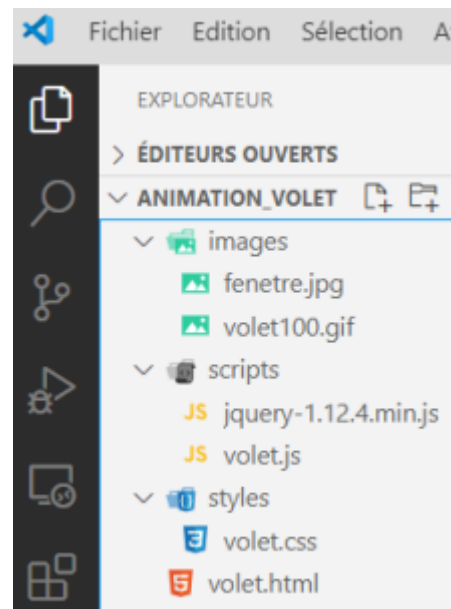 Fichier Edition Sélection A
EXPLORATEUR
ÉDITEURS OUVERTS
ANIMATION_VOLET
images
fenetre.jpg
volet100.gif
scripts
JS jquery-1.12.4.min.js
JS volet.js
styles
volet.css
volet.html